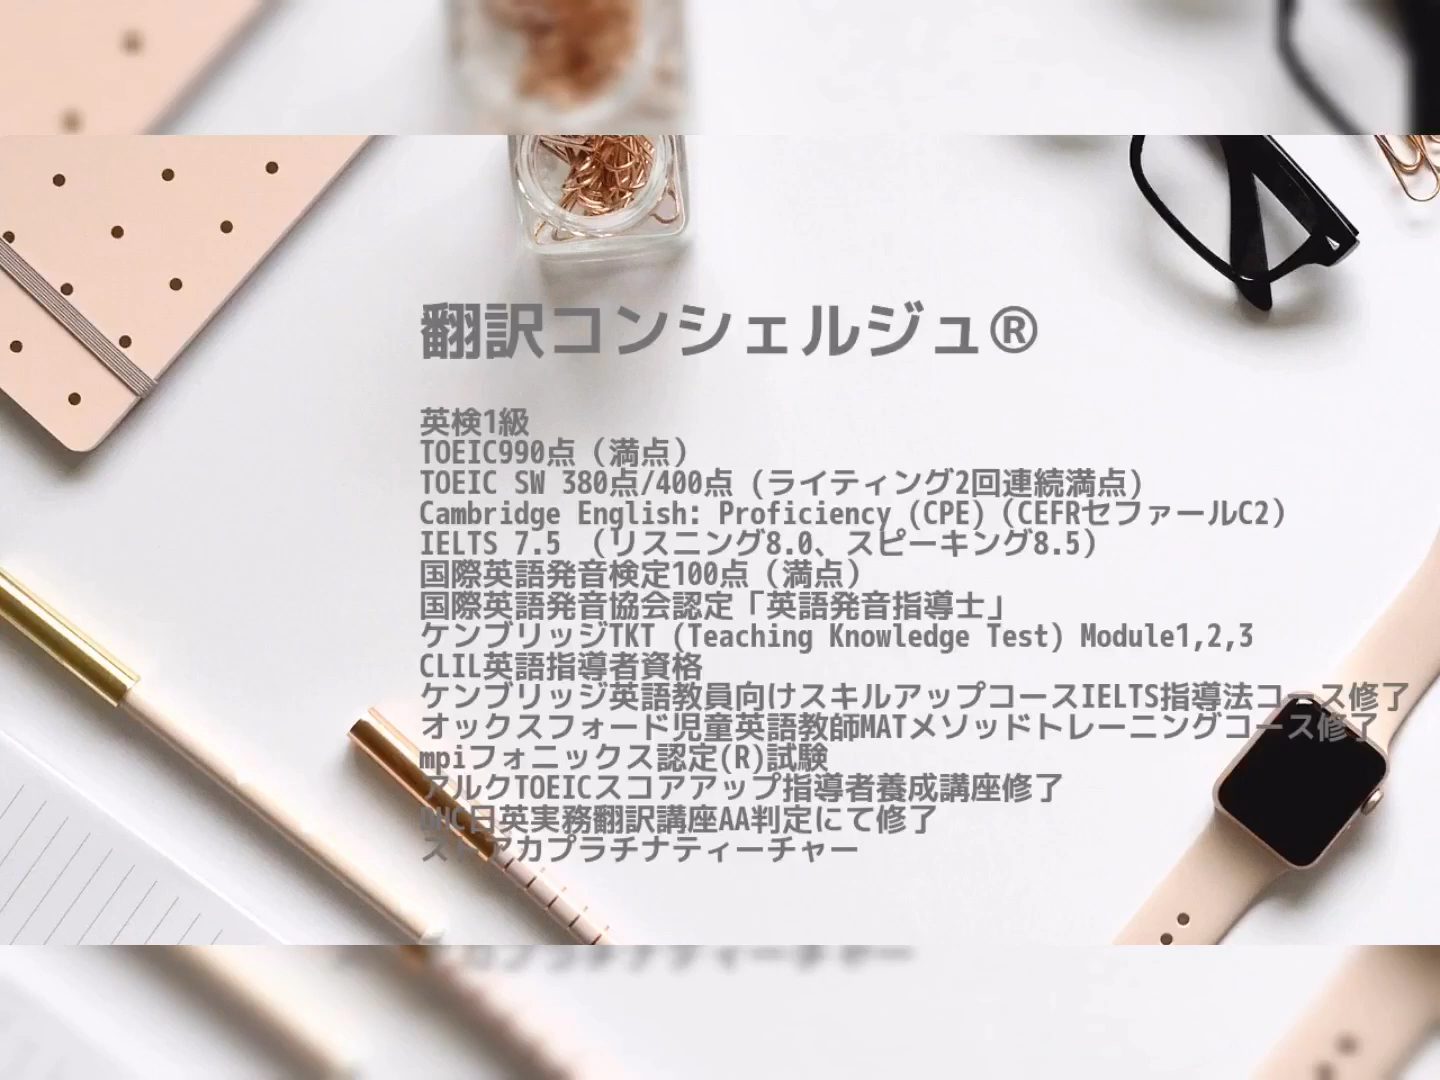 翻訳コンシェルジュ®
英検1級
TOEIC990点（満点）
TOEIC SW 380点/400点 (ライティング2回連続満点)
Cambridge English: Proficiency (CPE)（CEFRセファールC2）
IELTS 7.5 （リスニング8.0、スピーキング8.5）
国際英語発音検定100点（満点）
国際英語発音協会認定「英語発音指導士」
ケンブリッジTKT (Teaching Knowledge Test) Module1,2,3
CLIL英語指導者資格
ケンブリッジ英語教員向けスキルアップコースIELTS指導法コース修了
オックスフォード児童英語教師MATメソッドトレーニングコース修了
mpiフォニックス認定(R)試験
アルクTOEICスコアアップ指導者養成講座修了
DHC日英実務翻訳講座AA判定にて修了
ストアカプラチナティーチャー